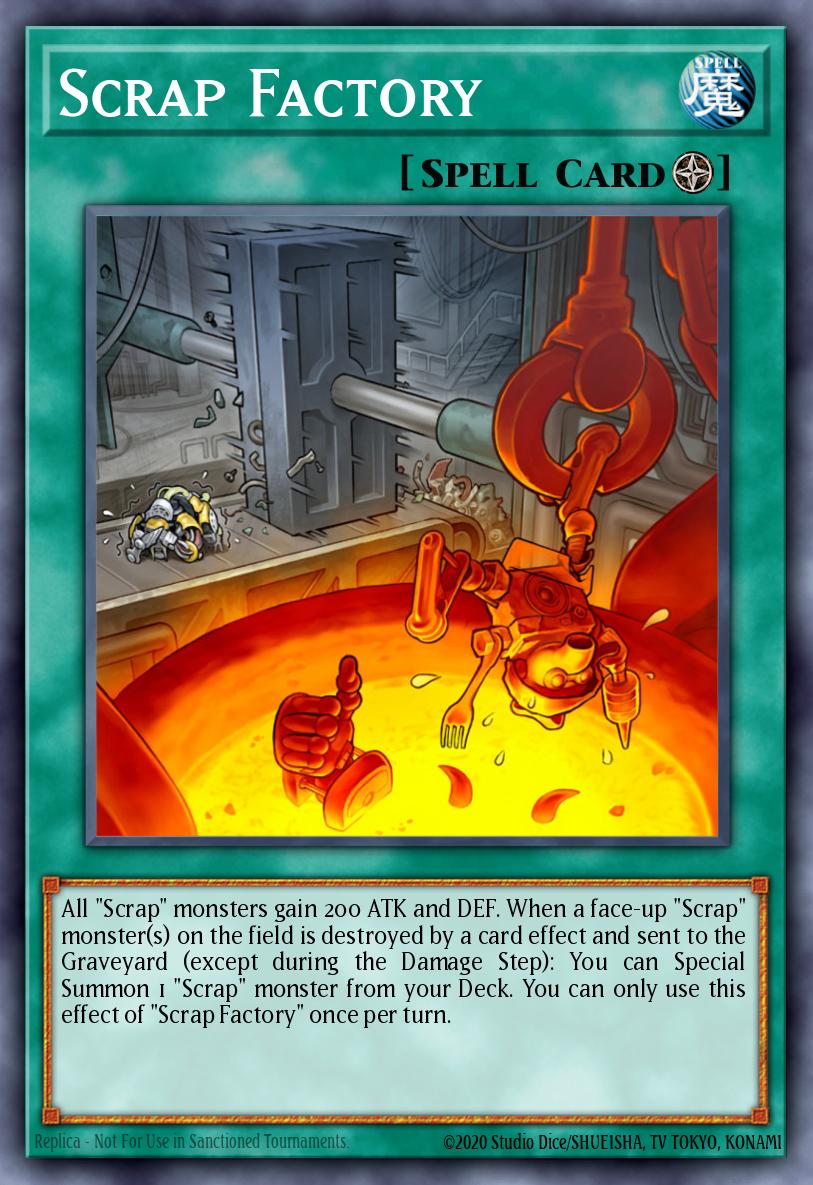 Scrap Factory
SPELL
魔
[Spell Card]
All "Scrap" monsters gain 200 ATK and DEF. When a face-up "Scrap"
monster(s) on the field is destroyed by a card effect and sent to the
Graveyard (except during the Damage Step): You can Special
Summon 1 "Scrap" monster from your Deck. You can only use this
effect of "Scrap Factory" once per turn.
Replica - Not For Use in Sanctioned Tournaments.
©2020 Studio Dice/SHUEISHA, TV TOKYO, KONAMI